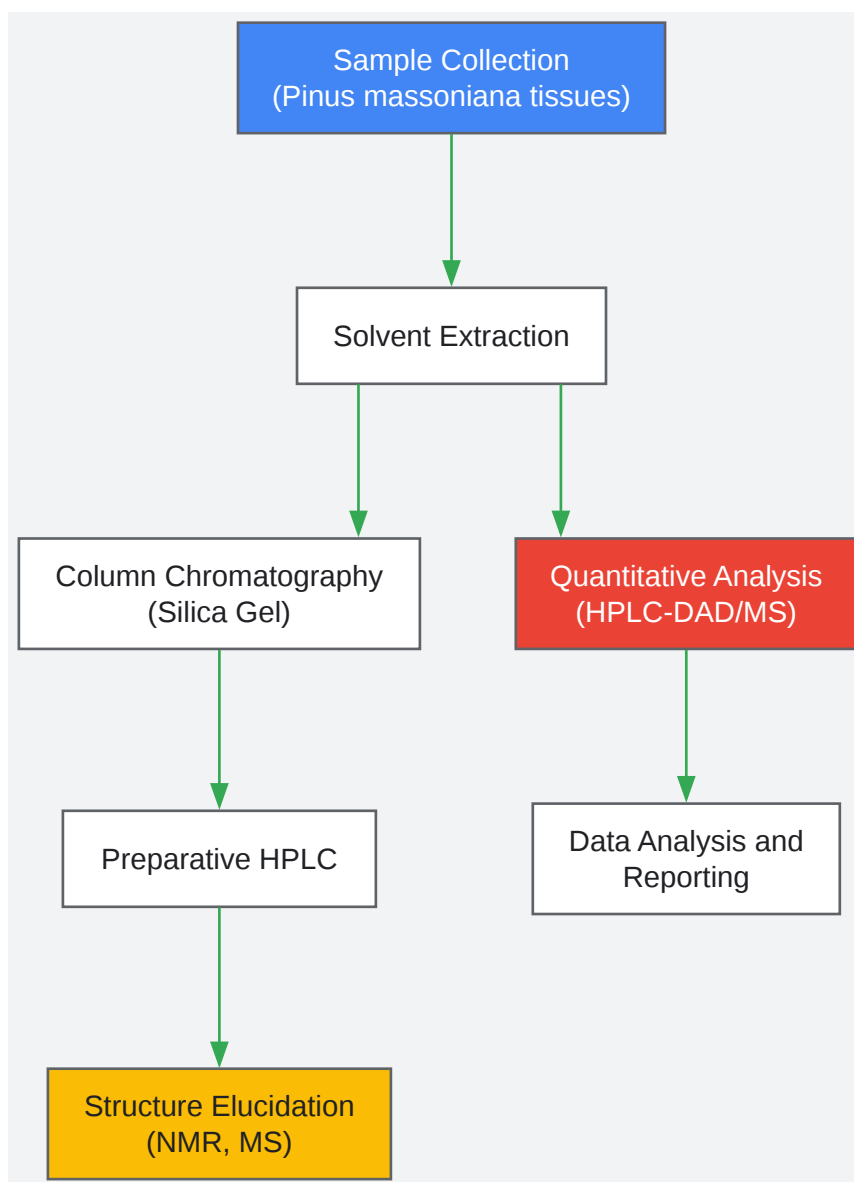 Sample Collection
(Pinus massoniana tissues)
Solvent Extraction
Column Chromatography
(Silica Gel)
Quantitative Analysis
(HPLC-DAD/MS)
Preparative HPLC
Data Analysis and
Reporting
Structure Elucidation
(NMR, MS)